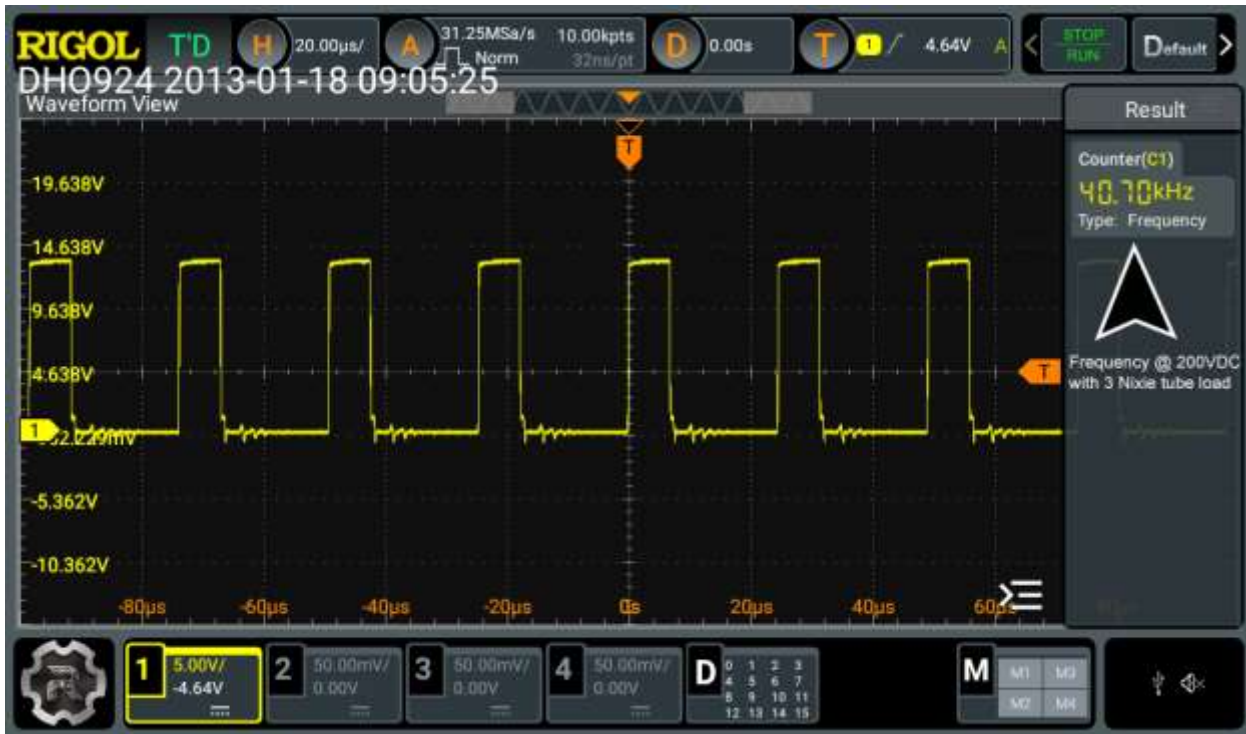 RIGOL T'D H 20.00µs/ A 31.25MSa/s 10.00kpts D 0.00s T 1 4.64V A < STOP Default >
Norm 32ns/pt RUN
DHO924 2013-01-18 09:05:25
Waveform View
Result
T
Counter(C1)
19.638V
40.70kHz
Type: Frequency
14.638V
9.638V
Frequency @ 200VDC
4.638V T
with 3 Nixie tube load
1
-5.362V
-10.362V
-80µs -60µs -40µs -20µs 0s 20µs 40µs
1 5.00V/ 2 50.00mV/ 3 50.00mV/ 4 50.00mV/ D 0 1 2 3 M M1 M3
-4.64V 0.00V 0.00V 0.00V 4 5 6 7
8 9 10 11 M2 M4
12 13 14 15